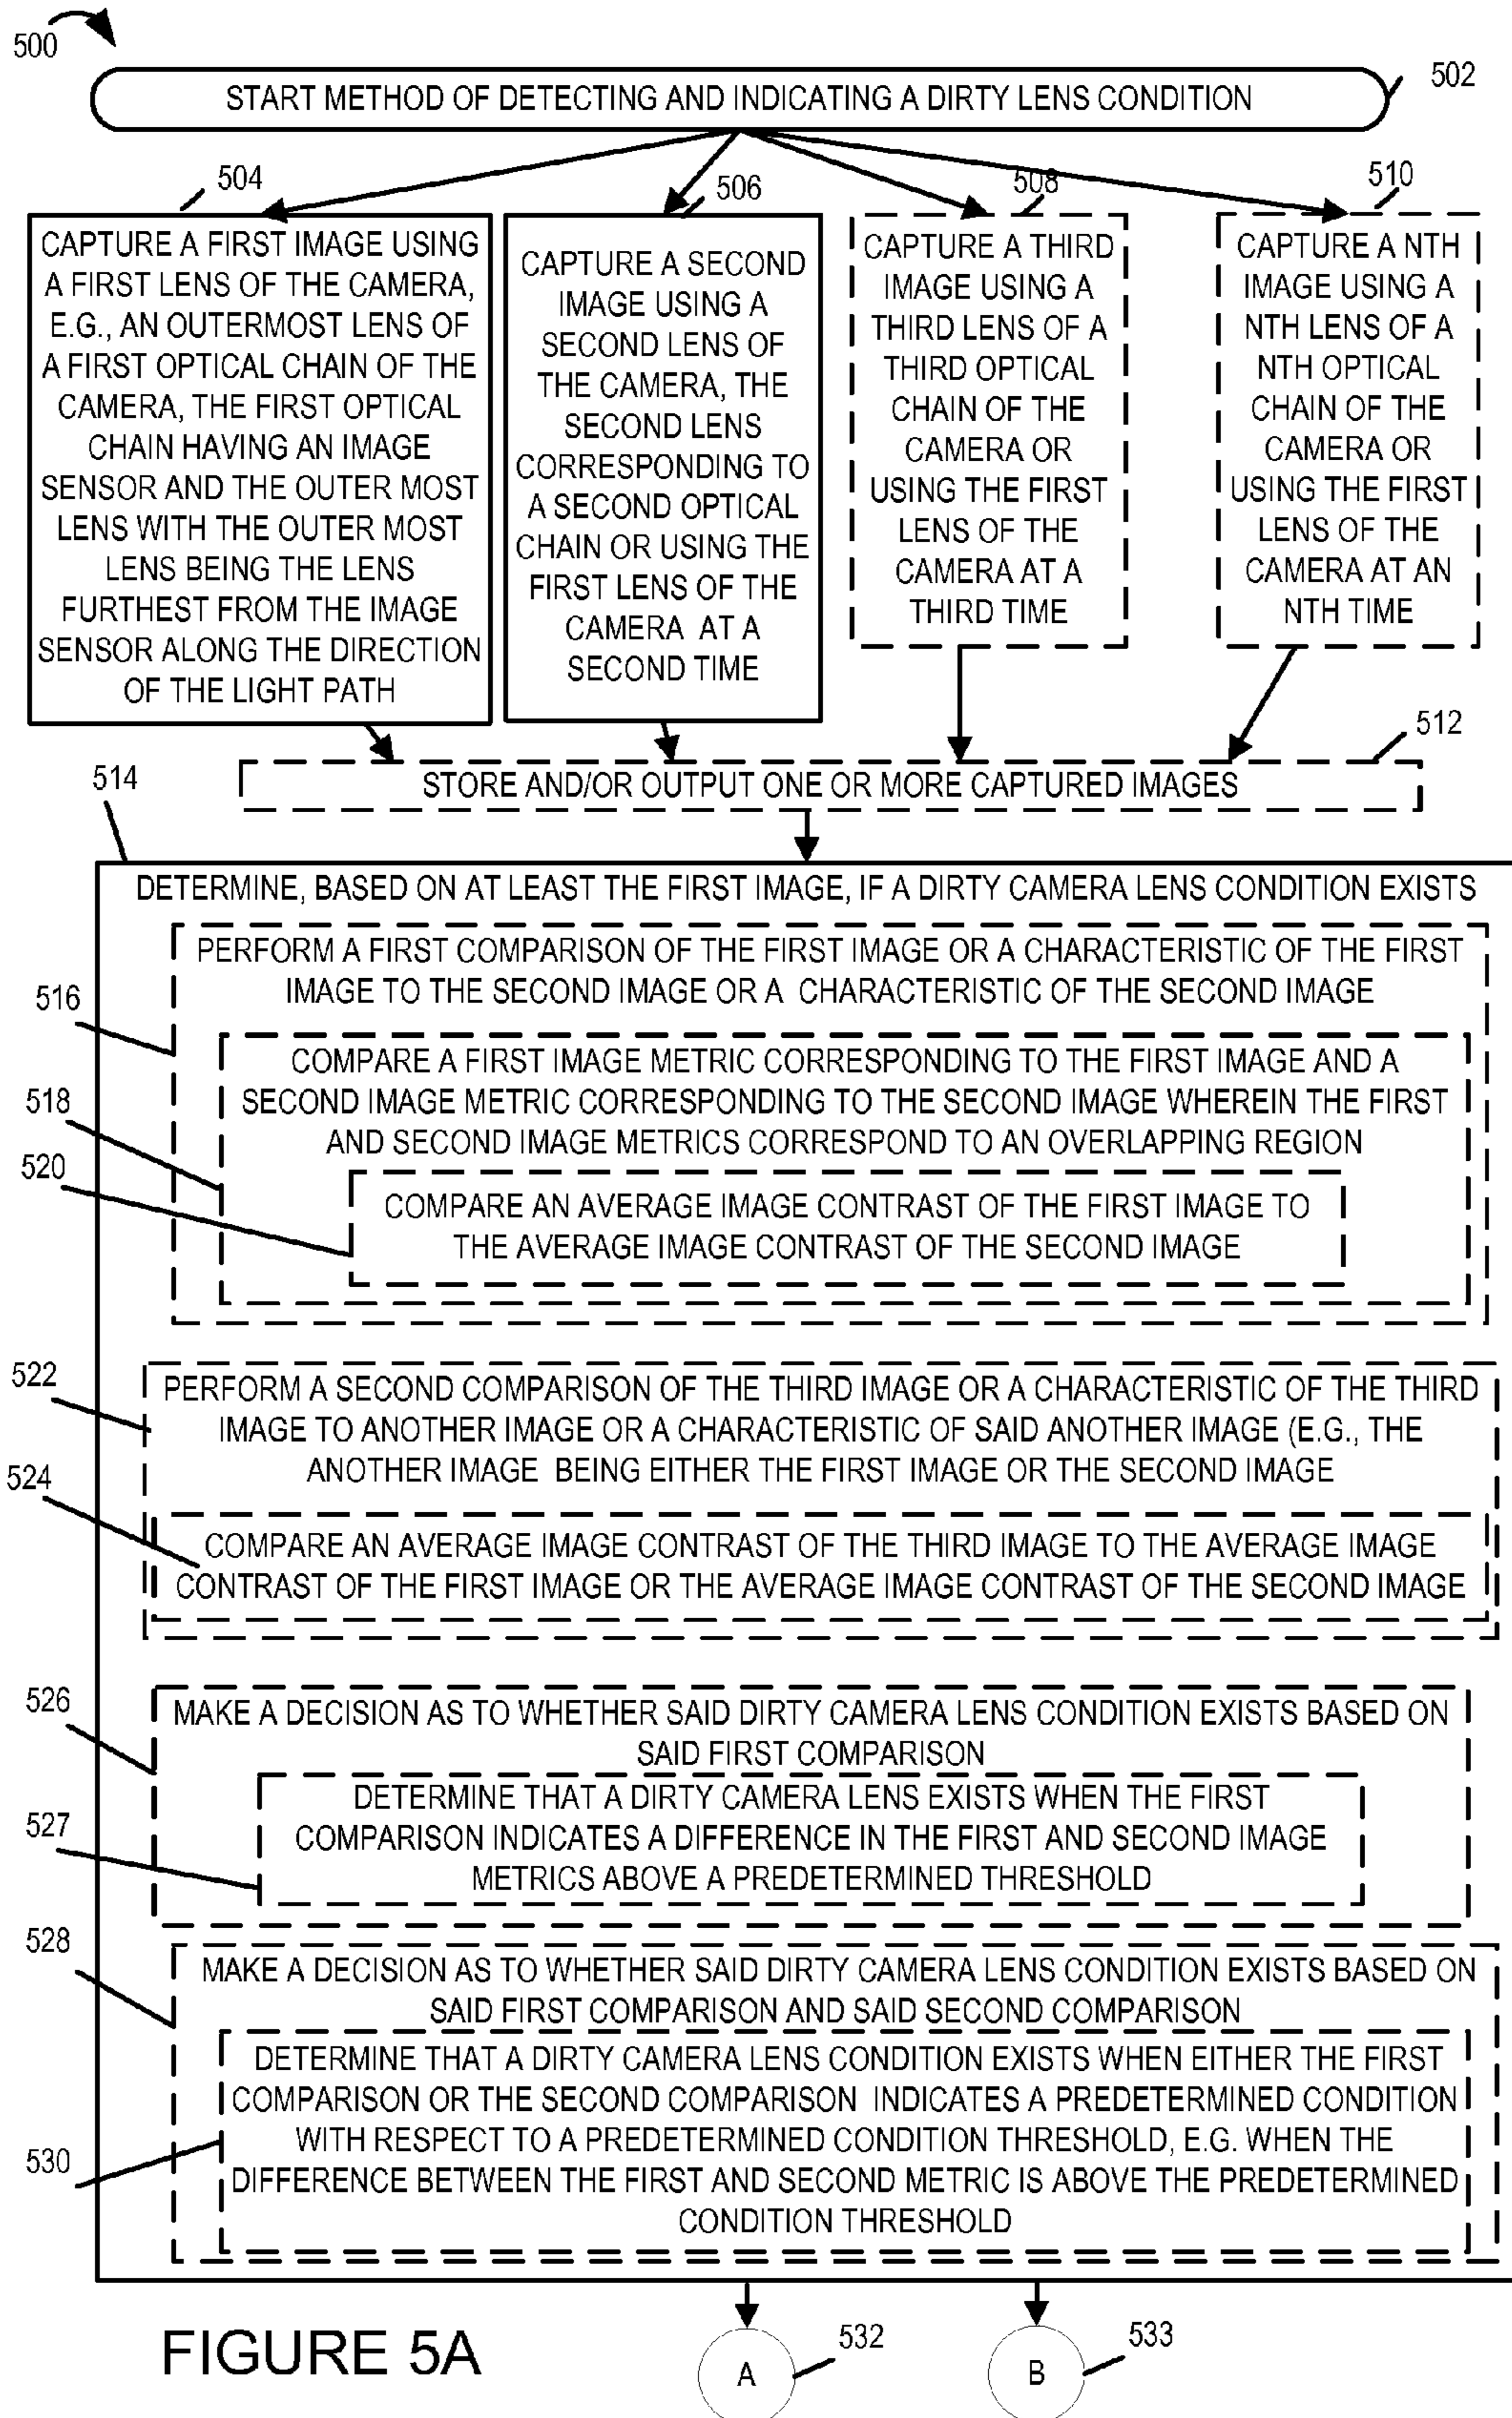 500
START METHOD OF DETECTING AND INDICATING A DIRTY LENS CONDITION
502
504
CAPTURE A FIRST IMAGE USING
A FIRST LENS OF THE CAMERA,
E.G., AN OUTERMOST LENS OF
A FIRST OPTICAL CHAIN OF THE
CAMERA, THE FIRST OPTICAL
CHAIN HAVING AN IMAGE
SENSOR AND THE OUTER MOST
LENS WITH THE OUTER MOST
LENS BEING THE LENS
FURTHEST FROM THE IMAGE
SENSOR ALONG THE DIRECTION
OF THE LIGHT PATH
506
CAPTURE A SECOND
IMAGE USING A
SECOND LENS OF
THE CAMERA, THE
SECOND LENS
CORRESPONDING TO
A SECOND OPTICAL
CHAIN OR USING THE
FIRST LENS OF THE
CAMERA AT A
SECOND TIME
508
CAPTURE A THIRD
IMAGE USING A
THIRD LENS OF A
THIRD OPTICAL
CHAIN OF THE
CAMERA OR
USING THE FIRST
LENS OF THE
CAMERA AT A
THIRD TIME
510
CAPTURE A NTH
IMAGE USING A
NTH LENS OF A
NTH OPTICAL
CHAIN OF THE
CAMERA OR
USING THE FIRST
LENS OF THE
CAMERA AT AN
NTH TIME
512
STORE AND/OR OUTPUT ONE OR MORE CAPTURED IMAGES
514
DETERMINE, BASED ON AT LEAST THE FIRST IMAGE, IF A DIRTY CAMERA LENS CONDITION EXISTS
516
PERFORM A FIRST COMPARISON OF THE FIRST IMAGE OR A CHARACTERISTIC OF THE FIRST
IMAGE TO THE SECOND IMAGE OR A CHARACTERISTIC OF THE SECOND IMAGE
518
COMPARE A FIRST IMAGE METRIC CORRESPONDING TO THE FIRST IMAGE AND A
SECOND IMAGE METRIC CORRESPONDING TO THE SECOND IMAGE WHEREIN THE FIRST
AND SECOND IMAGE METRICS CORRESPOND TO AN OVERLAPPING REGION
520
COMPARE AN AVERAGE IMAGE CONTRAST OF THE FIRST IMAGE TO
THE AVERAGE IMAGE CONTRAST OF THE SECOND IMAGE
522
PERFORM A SECOND COMPARISON OF THE THIRD IMAGE OR A CHARACTERISTIC OF THE THIRD
IMAGE TO ANOTHER IMAGE OR A CHARACTERISTIC OF SAID ANOTHER IMAGE (E.G., THE
ANOTHER IMAGE BEING EITHER THE FIRST IMAGE OR THE SECOND IMAGE
524
COMPARE AN AVERAGE IMAGE CONTRAST OF THE THIRD IMAGE TO THE AVERAGE IMAGE
CONTRAST OF THE FIRST IMAGE OR THE AVERAGE IMAGE CONTRAST OF THE SECOND IMAGE
526
MAKE A DECISION AS TO WHETHER SAID DIRTY CAMERA LENS CONDITION EXISTS BASED ON
SAID FIRST COMPARISON
527
DETERMINE THAT A DIRTY CAMERA LENS EXISTS WHEN THE FIRST
COMPARISON INDICATES A DIFFERENCE IN THE FIRST AND SECOND IMAGE
METRICS ABOVE A PREDETERMINED THRESHOLD
528
MAKE A DECISION AS TO WHETHER SAID DIRTY CAMERA LENS CONDITION EXISTS BASED ON
SAID FIRST COMPARISON AND SAID SECOND COMPARISON
530
DETERMINE THAT A DIRTY CAMERA LENS CONDITION EXISTS WHEN EITHER THE FIRST
COMPARISON OR THE SECOND COMPARISON INDICATES A PREDETERMINED CONDITION
WITH RESPECT TO A PREDETERMINED CONDITION THRESHOLD, E.G. WHEN THE
DIFFERENCE BETWEEN THE FIRST AND SECOND METRIC IS ABOVE THE PREDETERMINED
CONDITION THRESHOLD
FIGURE 5A
A
532
B
533